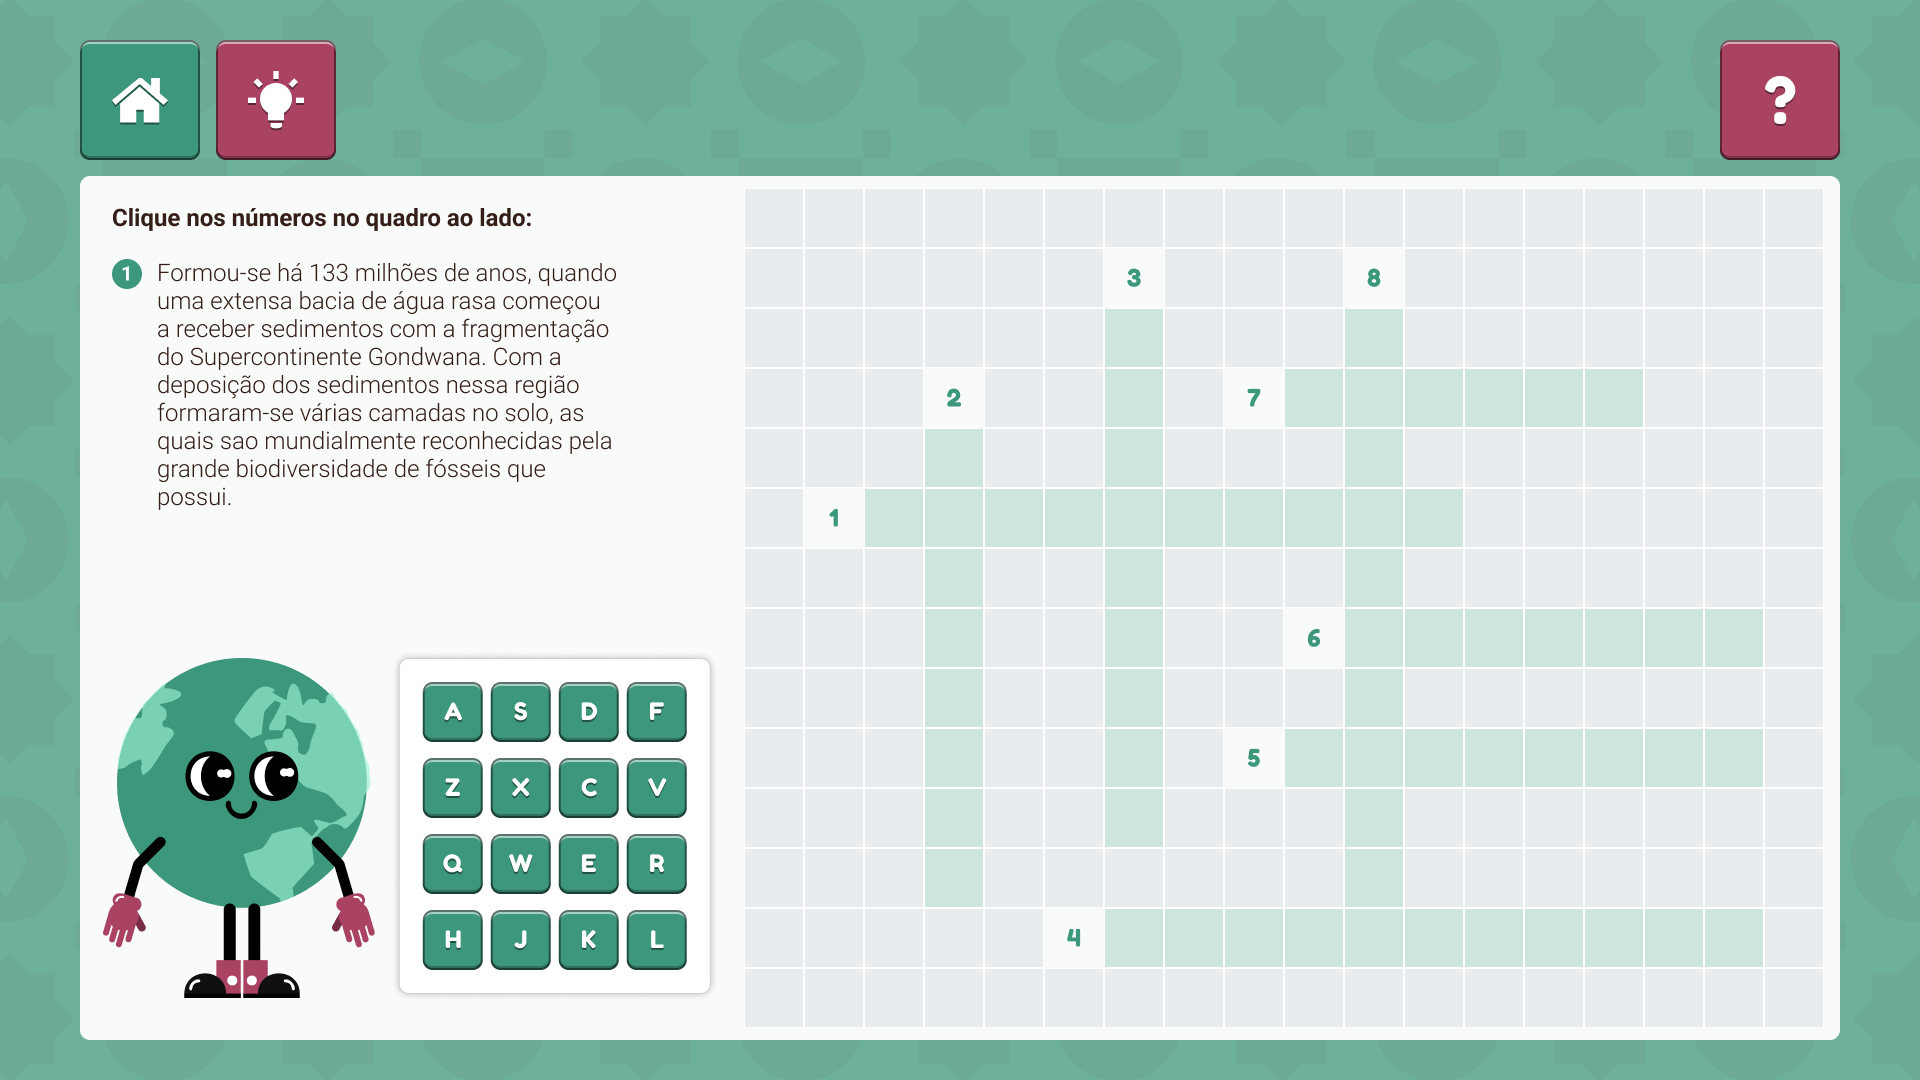 ?
Clique nos números no quadro ao lado:
1 Formou-se há 133 milhões de anos, quando
uma extensa bacia de água rasa começou
a receber sedimentos com a fragmentação
do Supercontinente Gondwana. Com a
deposição dos sedimentos nessa região
formaram-se várias camadas no solo, as
quais sao mundialmente reconhecidas pela
grande biodiversidade de fósseis que
possui.
A S D F
Z X C V
Q W E R
H J K L
3 8
2 7
1
6
5
4